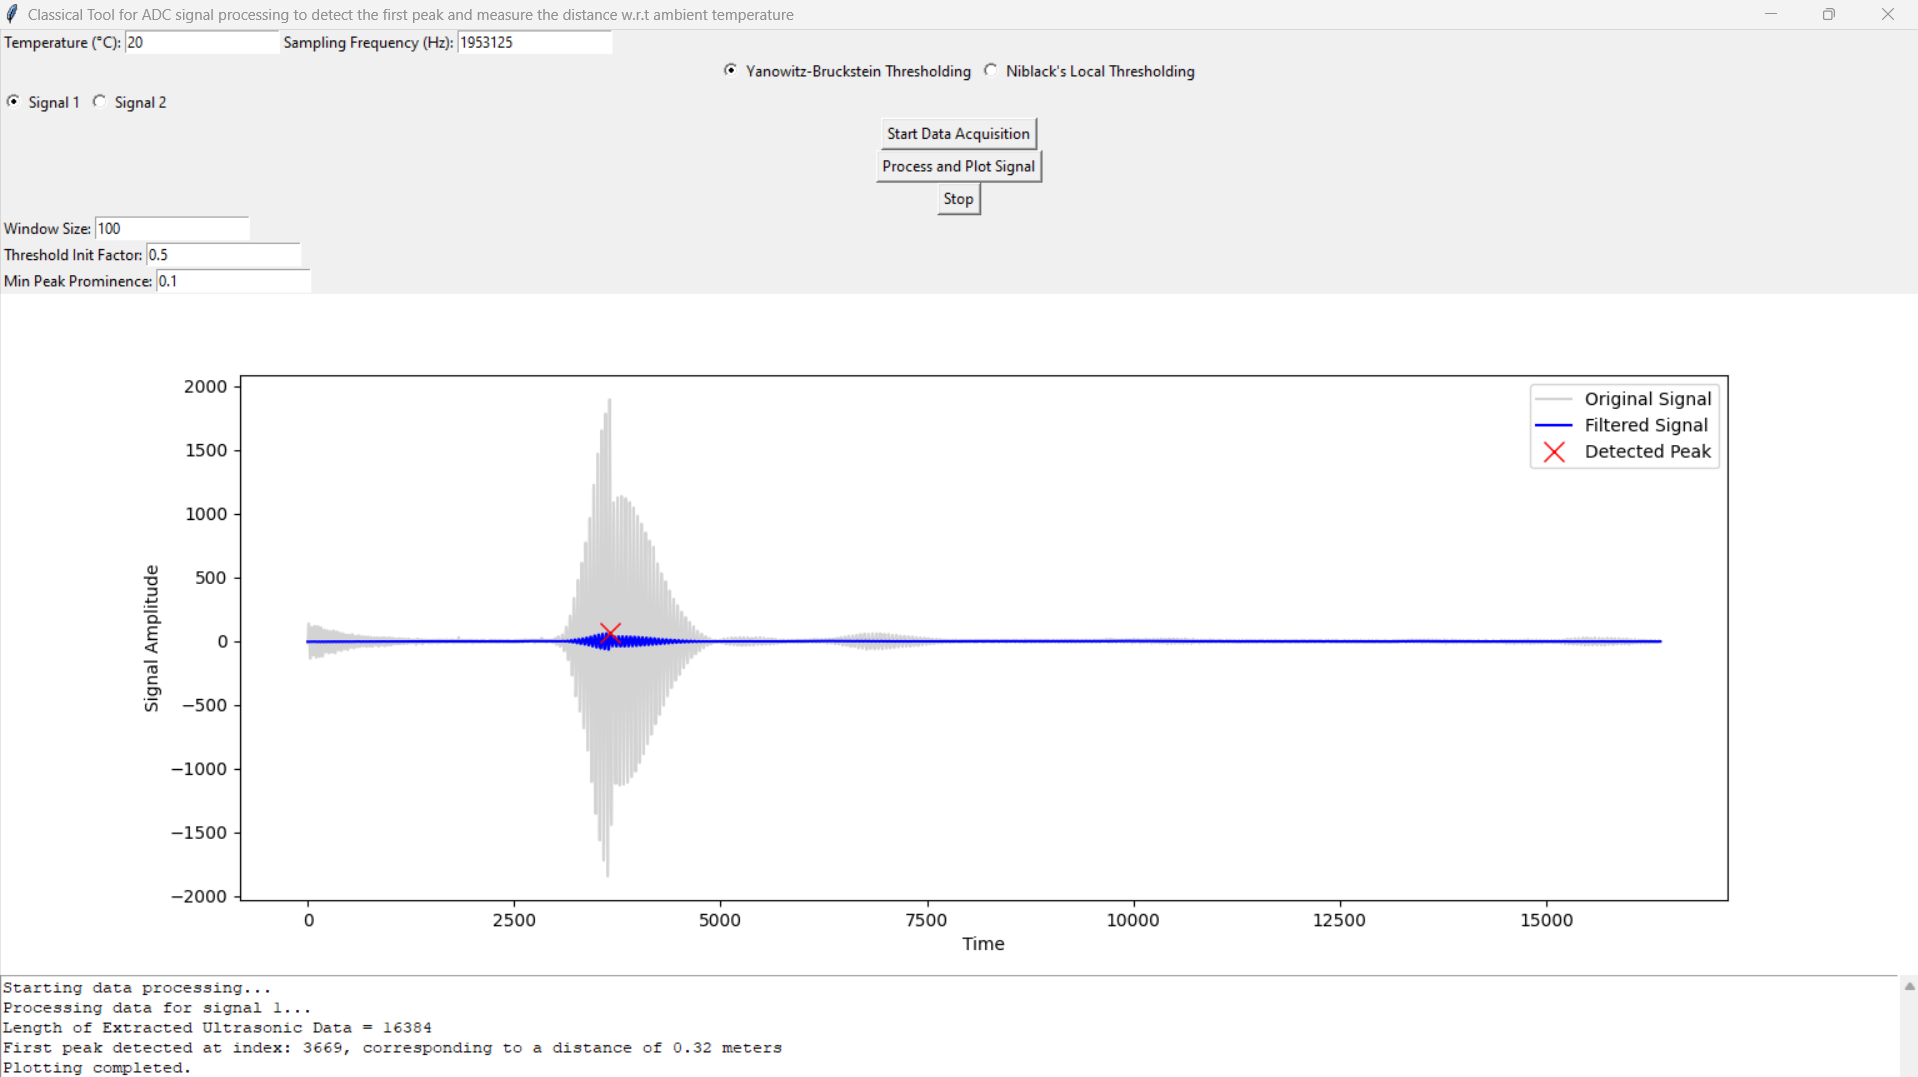 Classical Tool for ADC signal processing to detect the first peak and measure the distance w.r.t ambient temperature
Temperature (°C): 20 Sampling Frequency (Hz): 1953125
Yanowitz-Bruckstein Thresholding Niblack's Local Thresholding
Signal 1 Signal 2
Start Data Acquisition
Process and Plot Signal
Stop
Window Size: 100
Threshold Init Factor: 0.5
Min Peak Prominence: 0.1
Original Signal
Filtered Signal
Detected Peak
Signal Amplitude
2000
1500
1000
500
0
−500
−1000
−1500
−2000
0 2500 5000 7500 10000 12500 15000
Time
Starting data processing...
Processing data for signal 1...
Length of Extracted Ultrasonic Data = 16384
First peak detected at index: 3669, corresponding to a distance of 0.32 meters
Plotting completed.